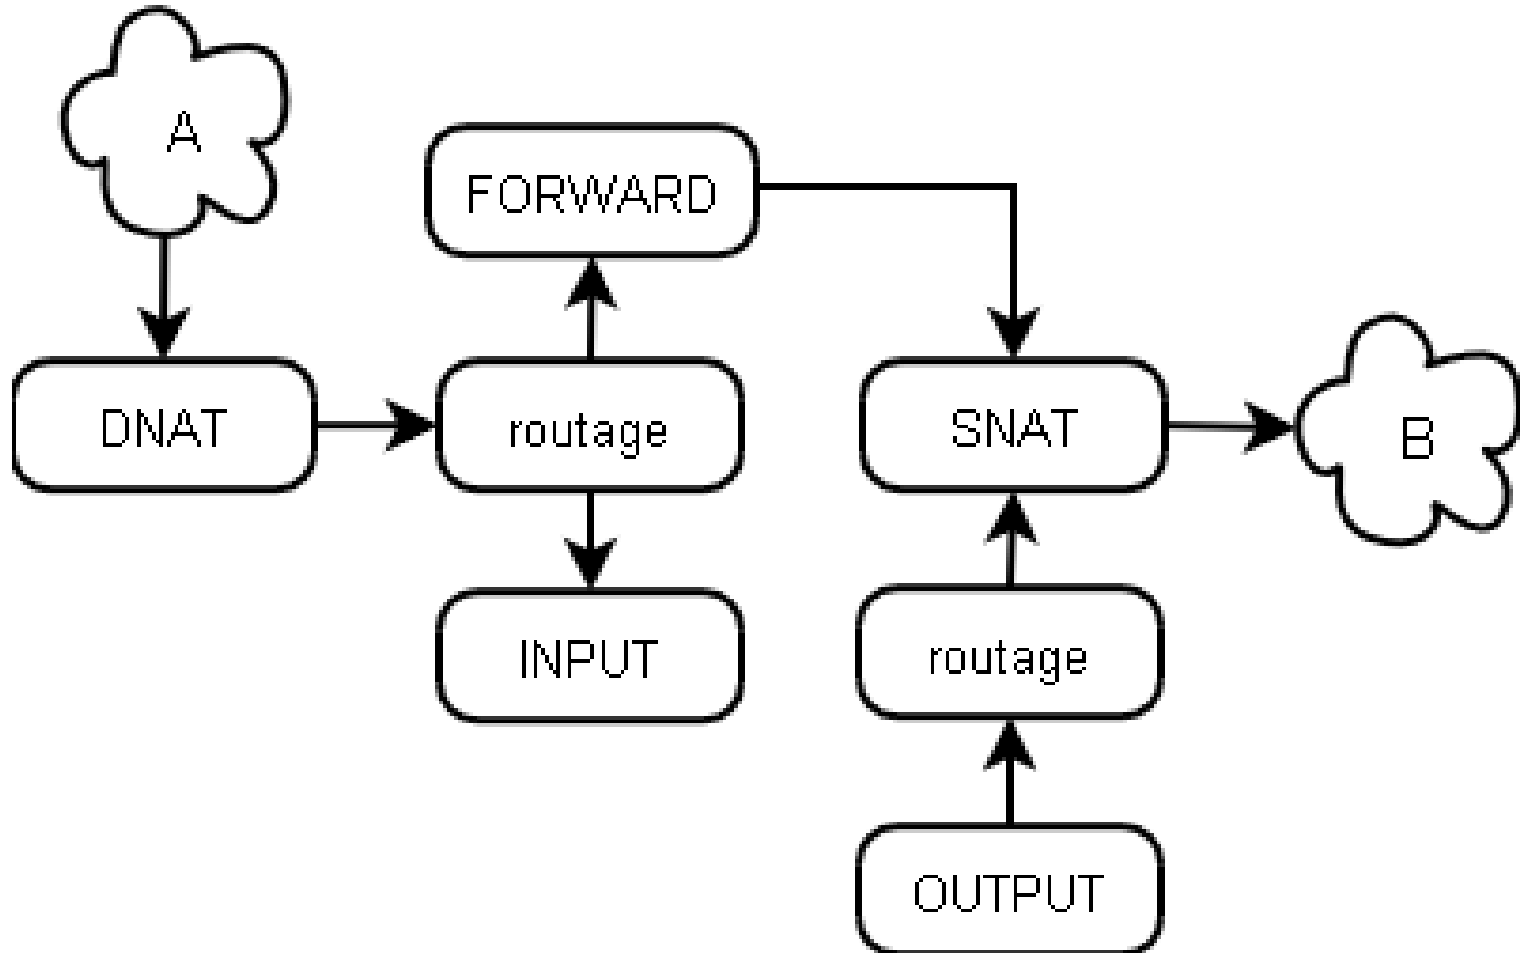 A
FORWARD
DNAT
routage
SNAT
B
INPUT
routage
OUTPUT